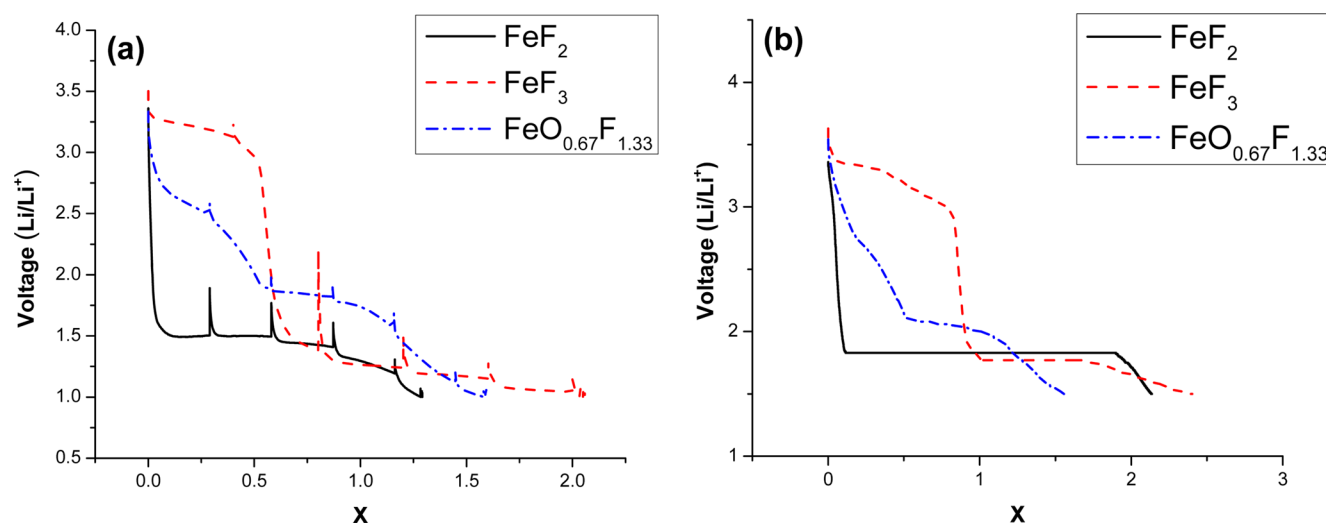 (a)
FeF2
FeF3
FeO0.67F1.33
Voltage (Li/Li+)
4.0
3.5
3.0
2.5
2.0
1.5
1.0
0.5
0.0 0.5 1.0 1.5 2.0
X
(b)
FeF2
FeF3
FeO0.67F1.33
Voltage (Li/Li+)
4
3
2
1
0 1 2 3
X